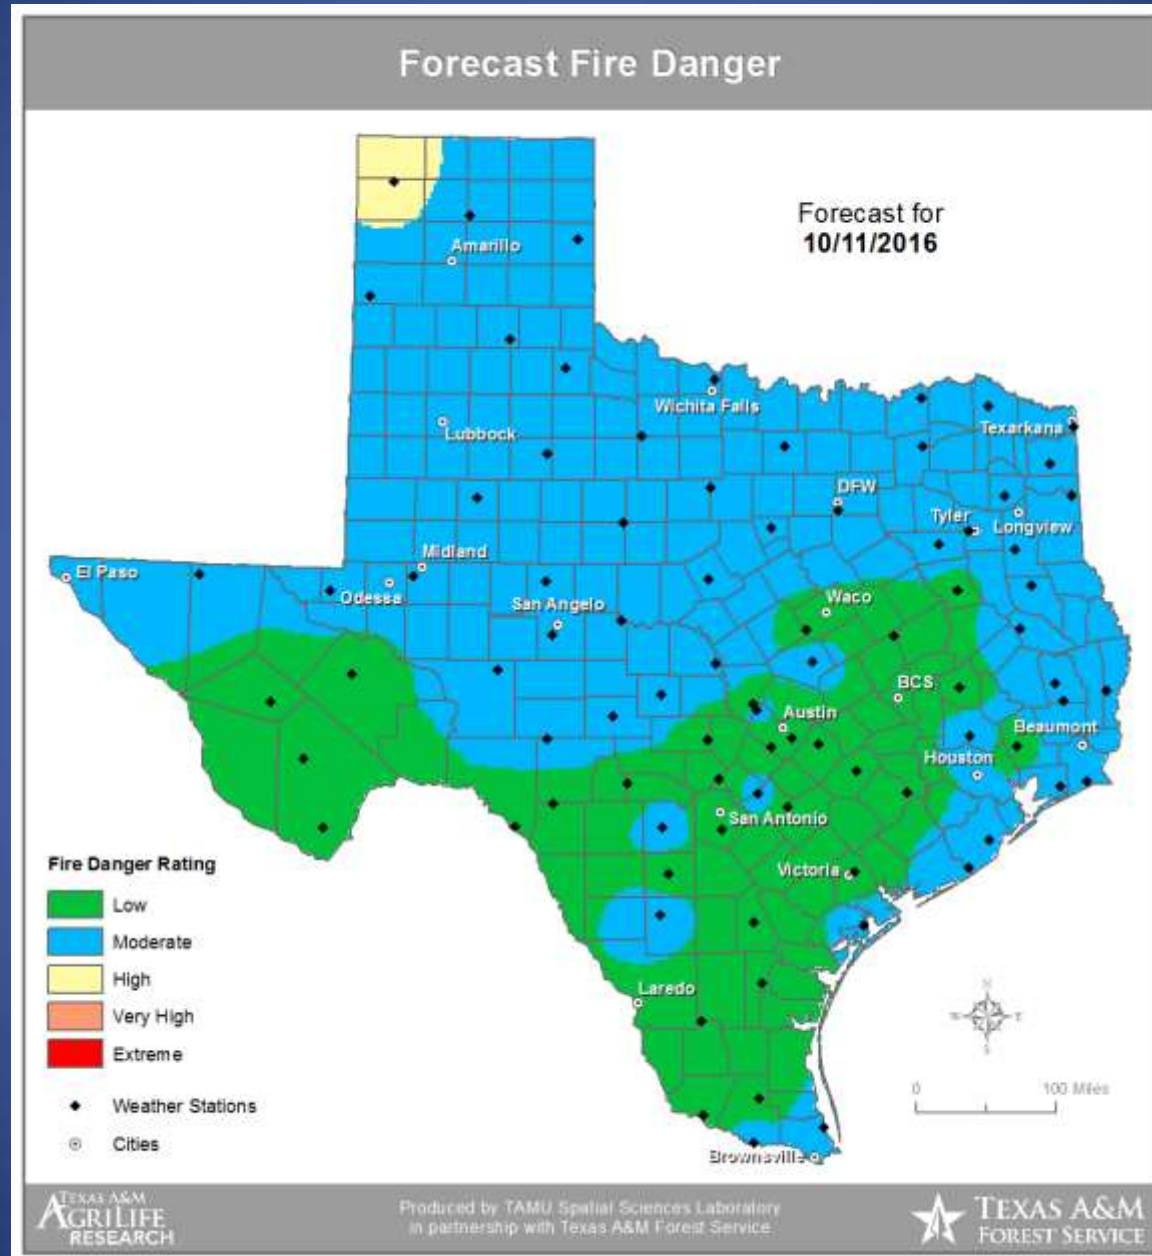 Forecast Fire Danger
Forecast for
10/11/2016
Amarillo
Wichita Falls
Lubbock
Texarkana
DFW
Tyler
Longview
Midland
El Paso
Odessa
San Angelo
Waco
BCS
Austin
Beaumont
Houston
San Antonio
Victoria
Laredo
Brownsville
Fire Danger Rating
Low
Moderate
High
Very High
Extreme
Weather Stations
Cities
N
W
E
S
0 100 Miles
TEXAS A&M
AGRILIFE
RESEARCH
Produced by TAMU Spatial Sciences Laboratory
in partnership with Texas A&M Forest Service
TEXAS A&M
FOREST SERVICE